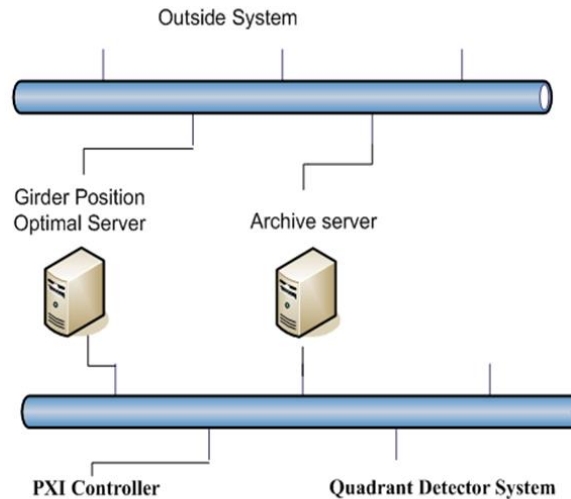 Outside System
Girder Position
Optimal Server
Archive server
PXI Controller
Quadrant Detector System